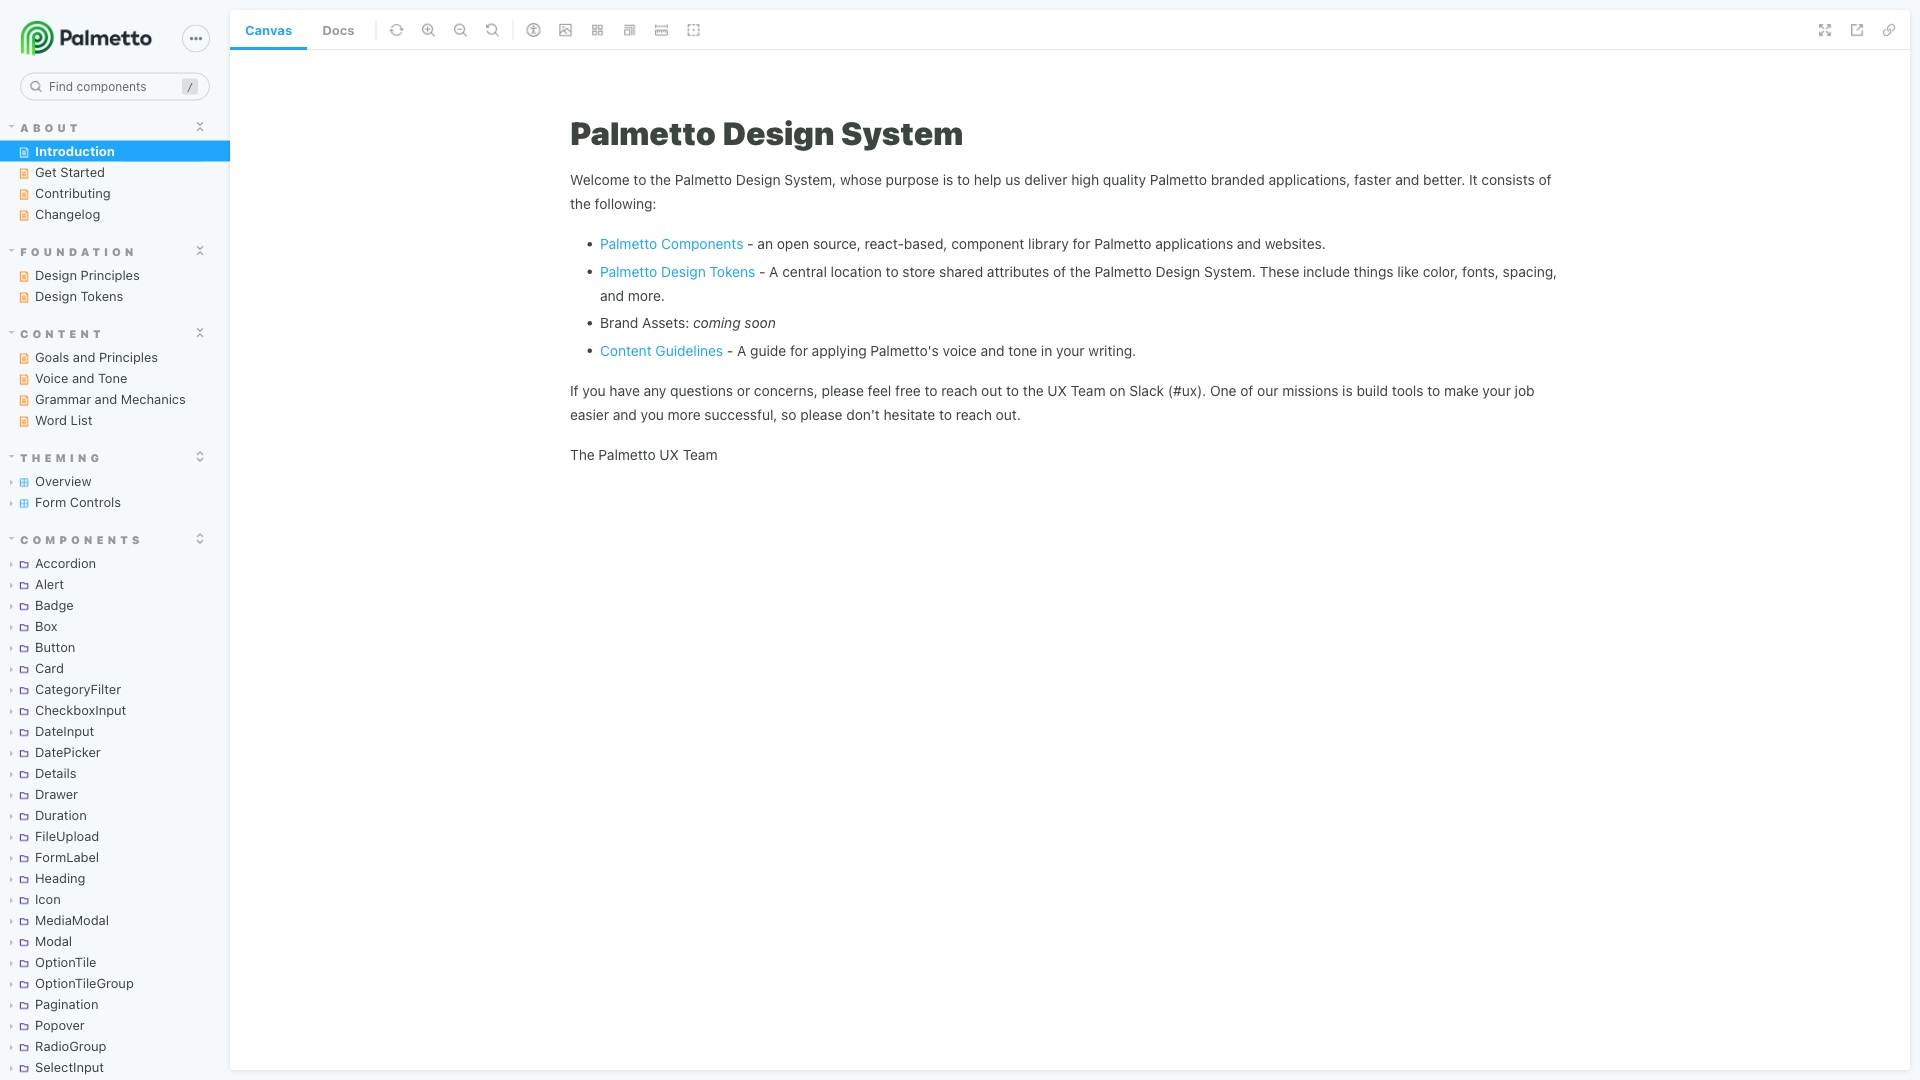 Palmetto
Find components
/
ABOUT
Introduction
Get Started
Contributing
Changelog
FOUNDATION
Design Principles
Design Tokens
CONTENT
Goals and Principles
Voice and Tone
Grammar and Mechanics
Word List
THEMING
Overview
Form Controls
COMPONENTS
Accordion
Alert
Badge
Box
Button
Card
CategoryFilter
CheckboxInput
DateInput
DatePicker
Details
Drawer
Duration
FileUpload
FormLabel
Heading
Icon
MediaModal
Modal
OptionTile
OptionTileGroup
Pagination
Popover
RadioGroup
SelectInput
Canvas Docs
Palmetto Design System
Welcome to the Palmetto Design System, whose purpose is to help us deliver high quality Palmetto branded applications, faster and better. It consists of
the following:
• Palmetto Components - an open source, react-based, component library for Palmetto applications and websites.
• Palmetto Design Tokens - A central location to store shared attributes of the Palmetto Design System. These include things like color, fonts, spacing,
and more.
• Brand Assets: coming soon
• Content Guidelines - A guide for applying Palmetto's voice and tone in your writing.
If you have any questions or concerns, please feel free to reach out to the UX Team on Slack (#ux). One of our missions is build tools to make your job
easier and you more successful, so please don't hesitate to reach out.
The Palmetto UX Team